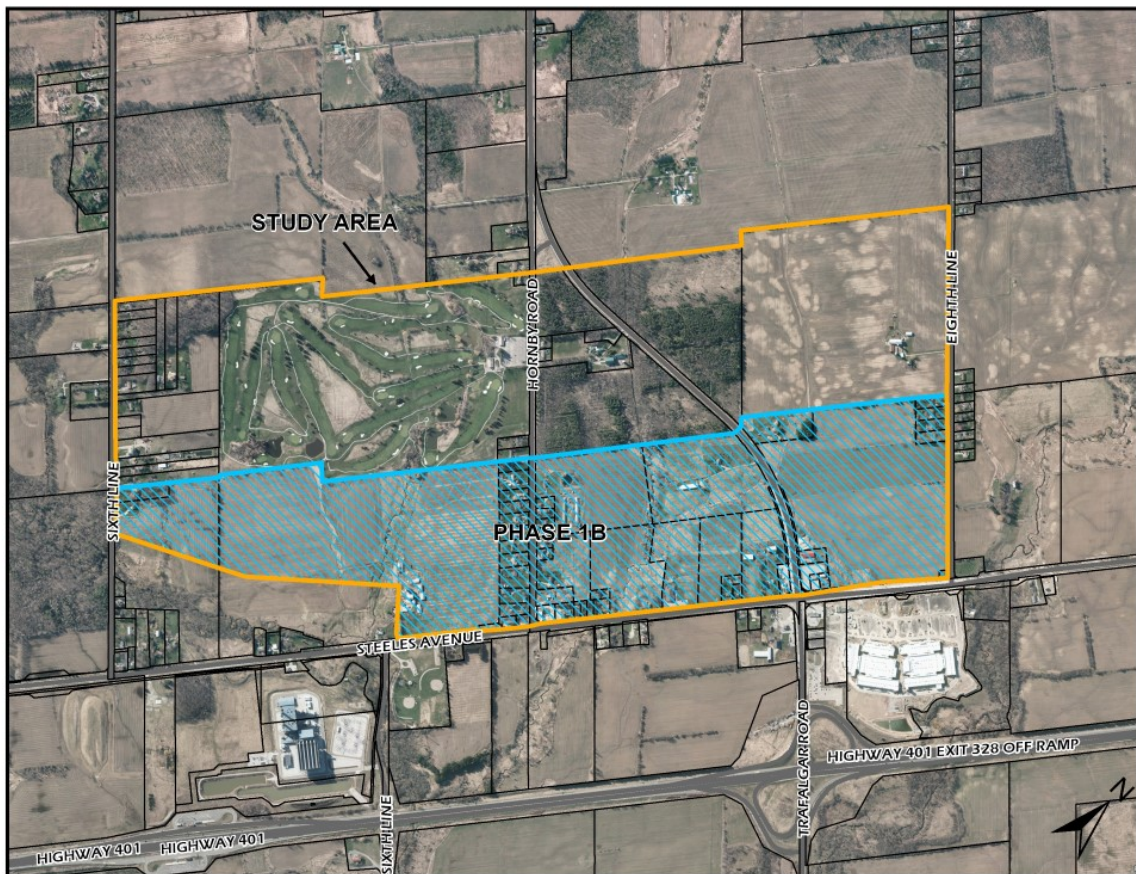 STUDY AREA
HORNBY ROAD
EIGHTH LINE
SIXTH LINE
PHASE 1B
STEELES AVENUE
TRAFALGAR ROAD
HIGHWAY 401 EXIT 328 OFF RAMP
SIXTH LINE
HIGHWAY 401
HIGHWAY 401
N